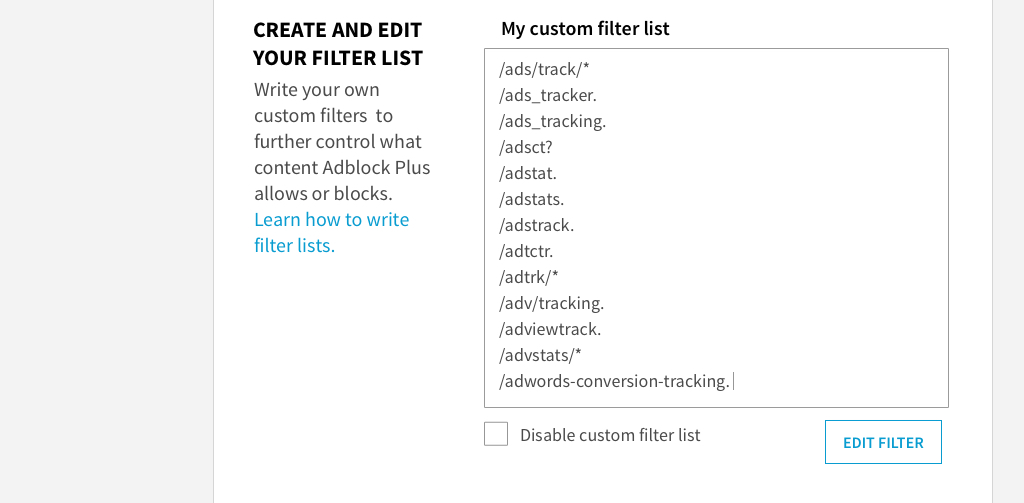 CREATE AND EDIT
YOUR FILTER LIST
Write your own
custom filters  to
further control what
content Adblock Plus
allows or blocks.
Learn how to write
filter lists.
My custom filter list
/ads/track/*
/ads_tracker.
/ads_tracking.
/adsct?
/adstat.
/adstats.
/adstrack.
/adtctr.
/adtrk/*
/adv/tracking.
/adviewtrack.
/advstats/*
/adwords-conversion-tracking.
Disable custom filter list
EDIT FILTER